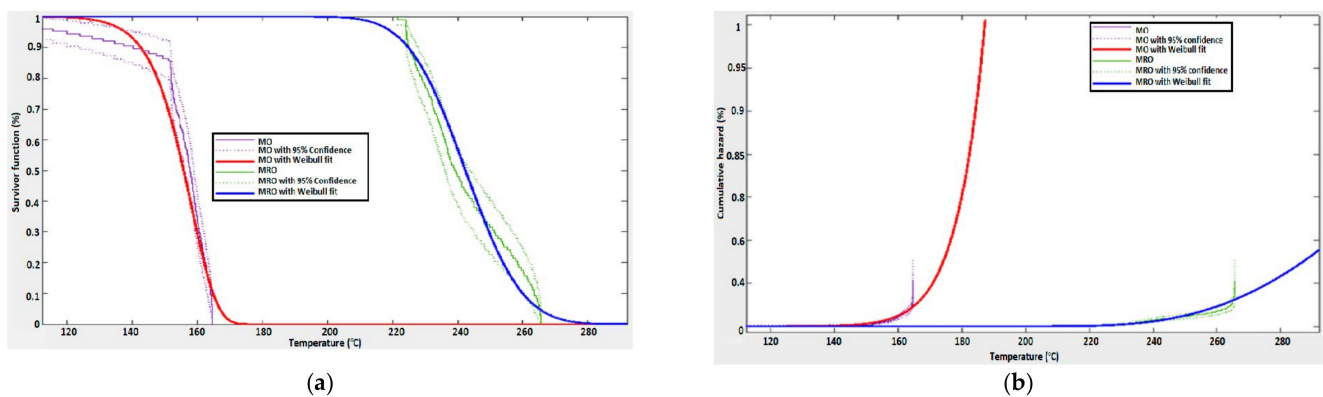 1
0.9
0.8
0.7
0.6
0.5
0.4
0.3
0.2
0.1
0
Survivor function (%)
MO
MO with 95% Confidence
MO with Weibull fit
MRO
MRO with 95% Confidence
MRO with Weibull fit
120 140 160 180 200 220 240 260 280
Temperature (°C)
(a)
1
0.95
0.9
0.85
0.8
0.6
0.4
0
Cumulative hazard (%)
MO
MO with 95% confidence
MO with Weibull fit
MRO
MRO with 95% confidence
MRO with Weibull fit
120 140 160 180 200 220 240 260 280
Temperature (°C)
(b)